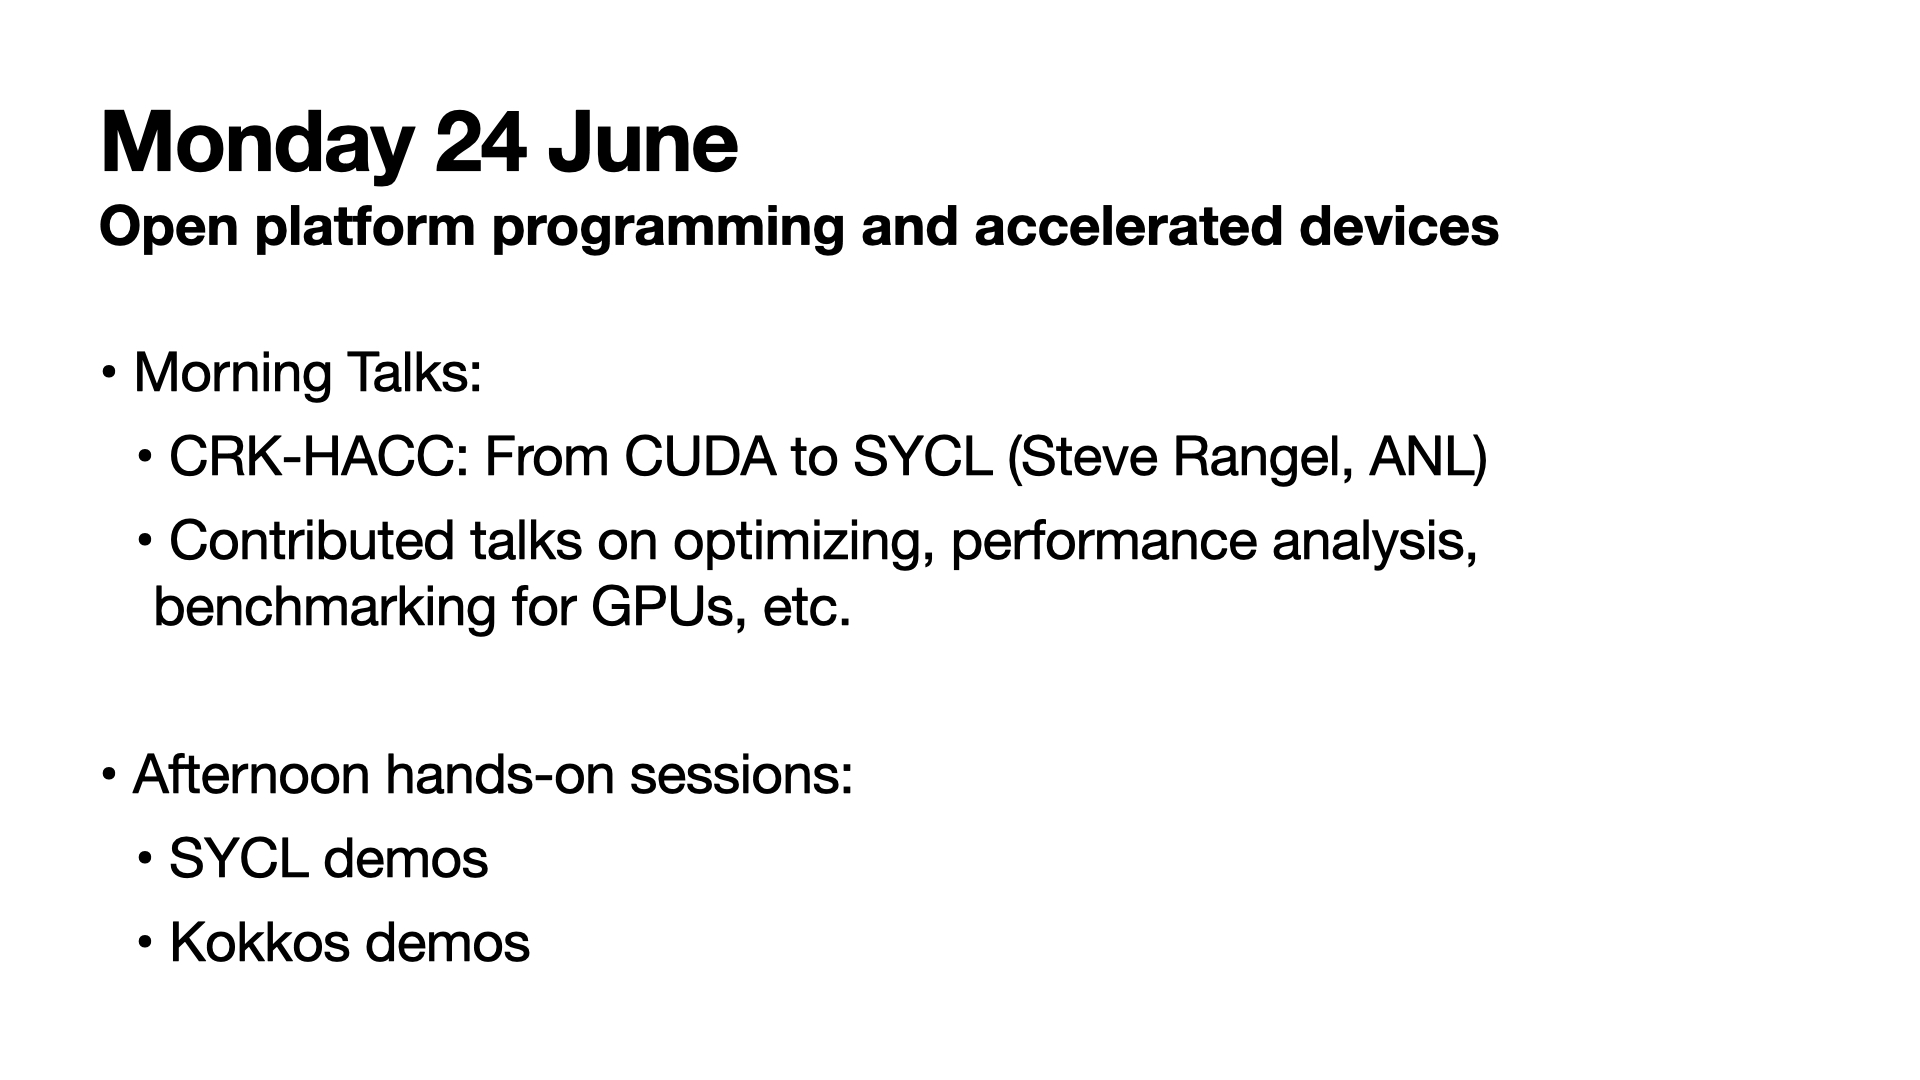 Monday 24 June
Open platform programming and accelerated devices
• Morning Talks:
• CRK-HACC: From CUDA to SYCL (Steve Rangel, ANL)
• Contributed talks on optimizing, performance analysis,
benchmarking for GPUs, etc.
• Afternoon hands-on sessions:
• SYCL demos
• Kokkos demos